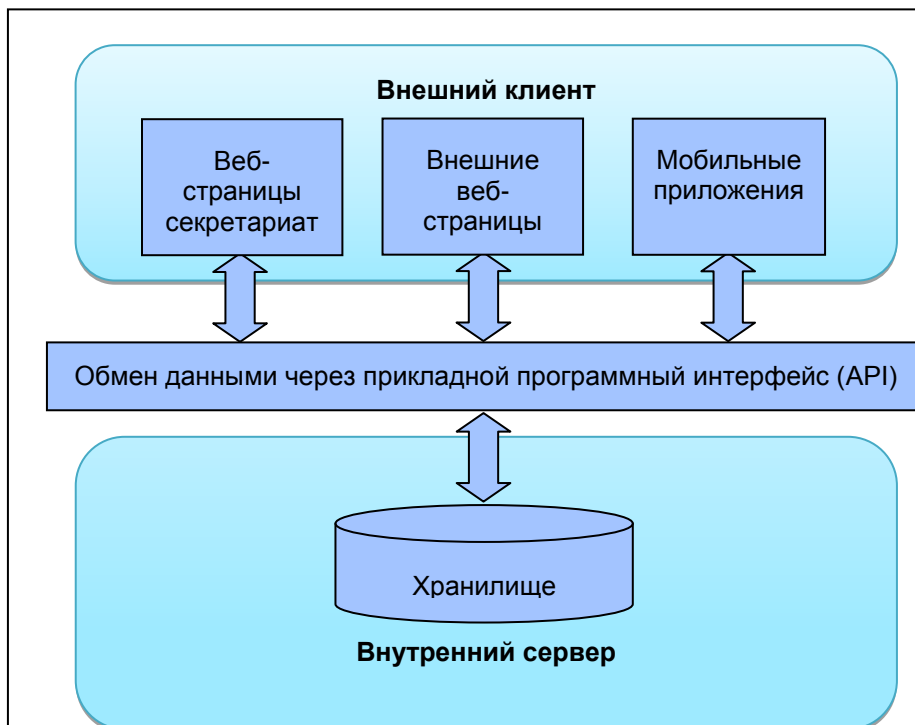 Внешний клиент
Веб-
страницы
секретариат
Внешние
веб-
страницы
Мобильные
приложения
Обмен данными через прикладной программный интерфейс (API)
Хранилище
Внутренний сервер